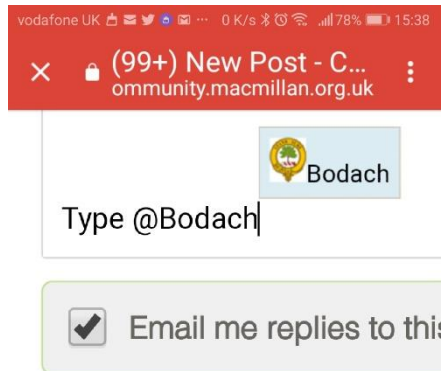 vodafone UK ... 0 K/s 78% 15:38
(99+) New Post - C...
ommunity.macmillan.org.uk
Bodach
Type @Bodach
Email me replies to this